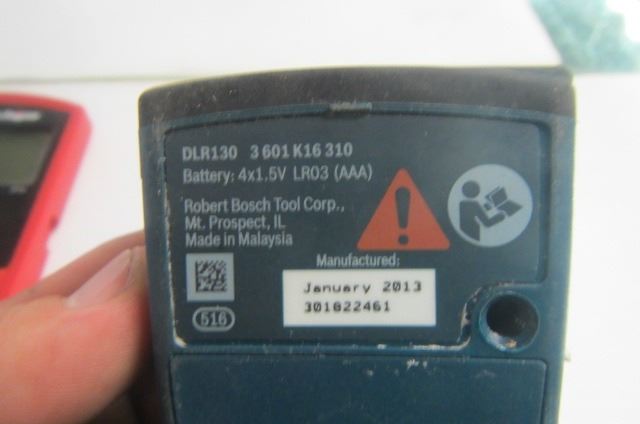 DLR130 3 601 K16 310
Battery: 4x1.5V LR03 (AAA)
Robert Bosch Tool Corp.,
Mt. Prospect, IL
Made in Malaysia
Manufactured:
January 2013
301822461
516